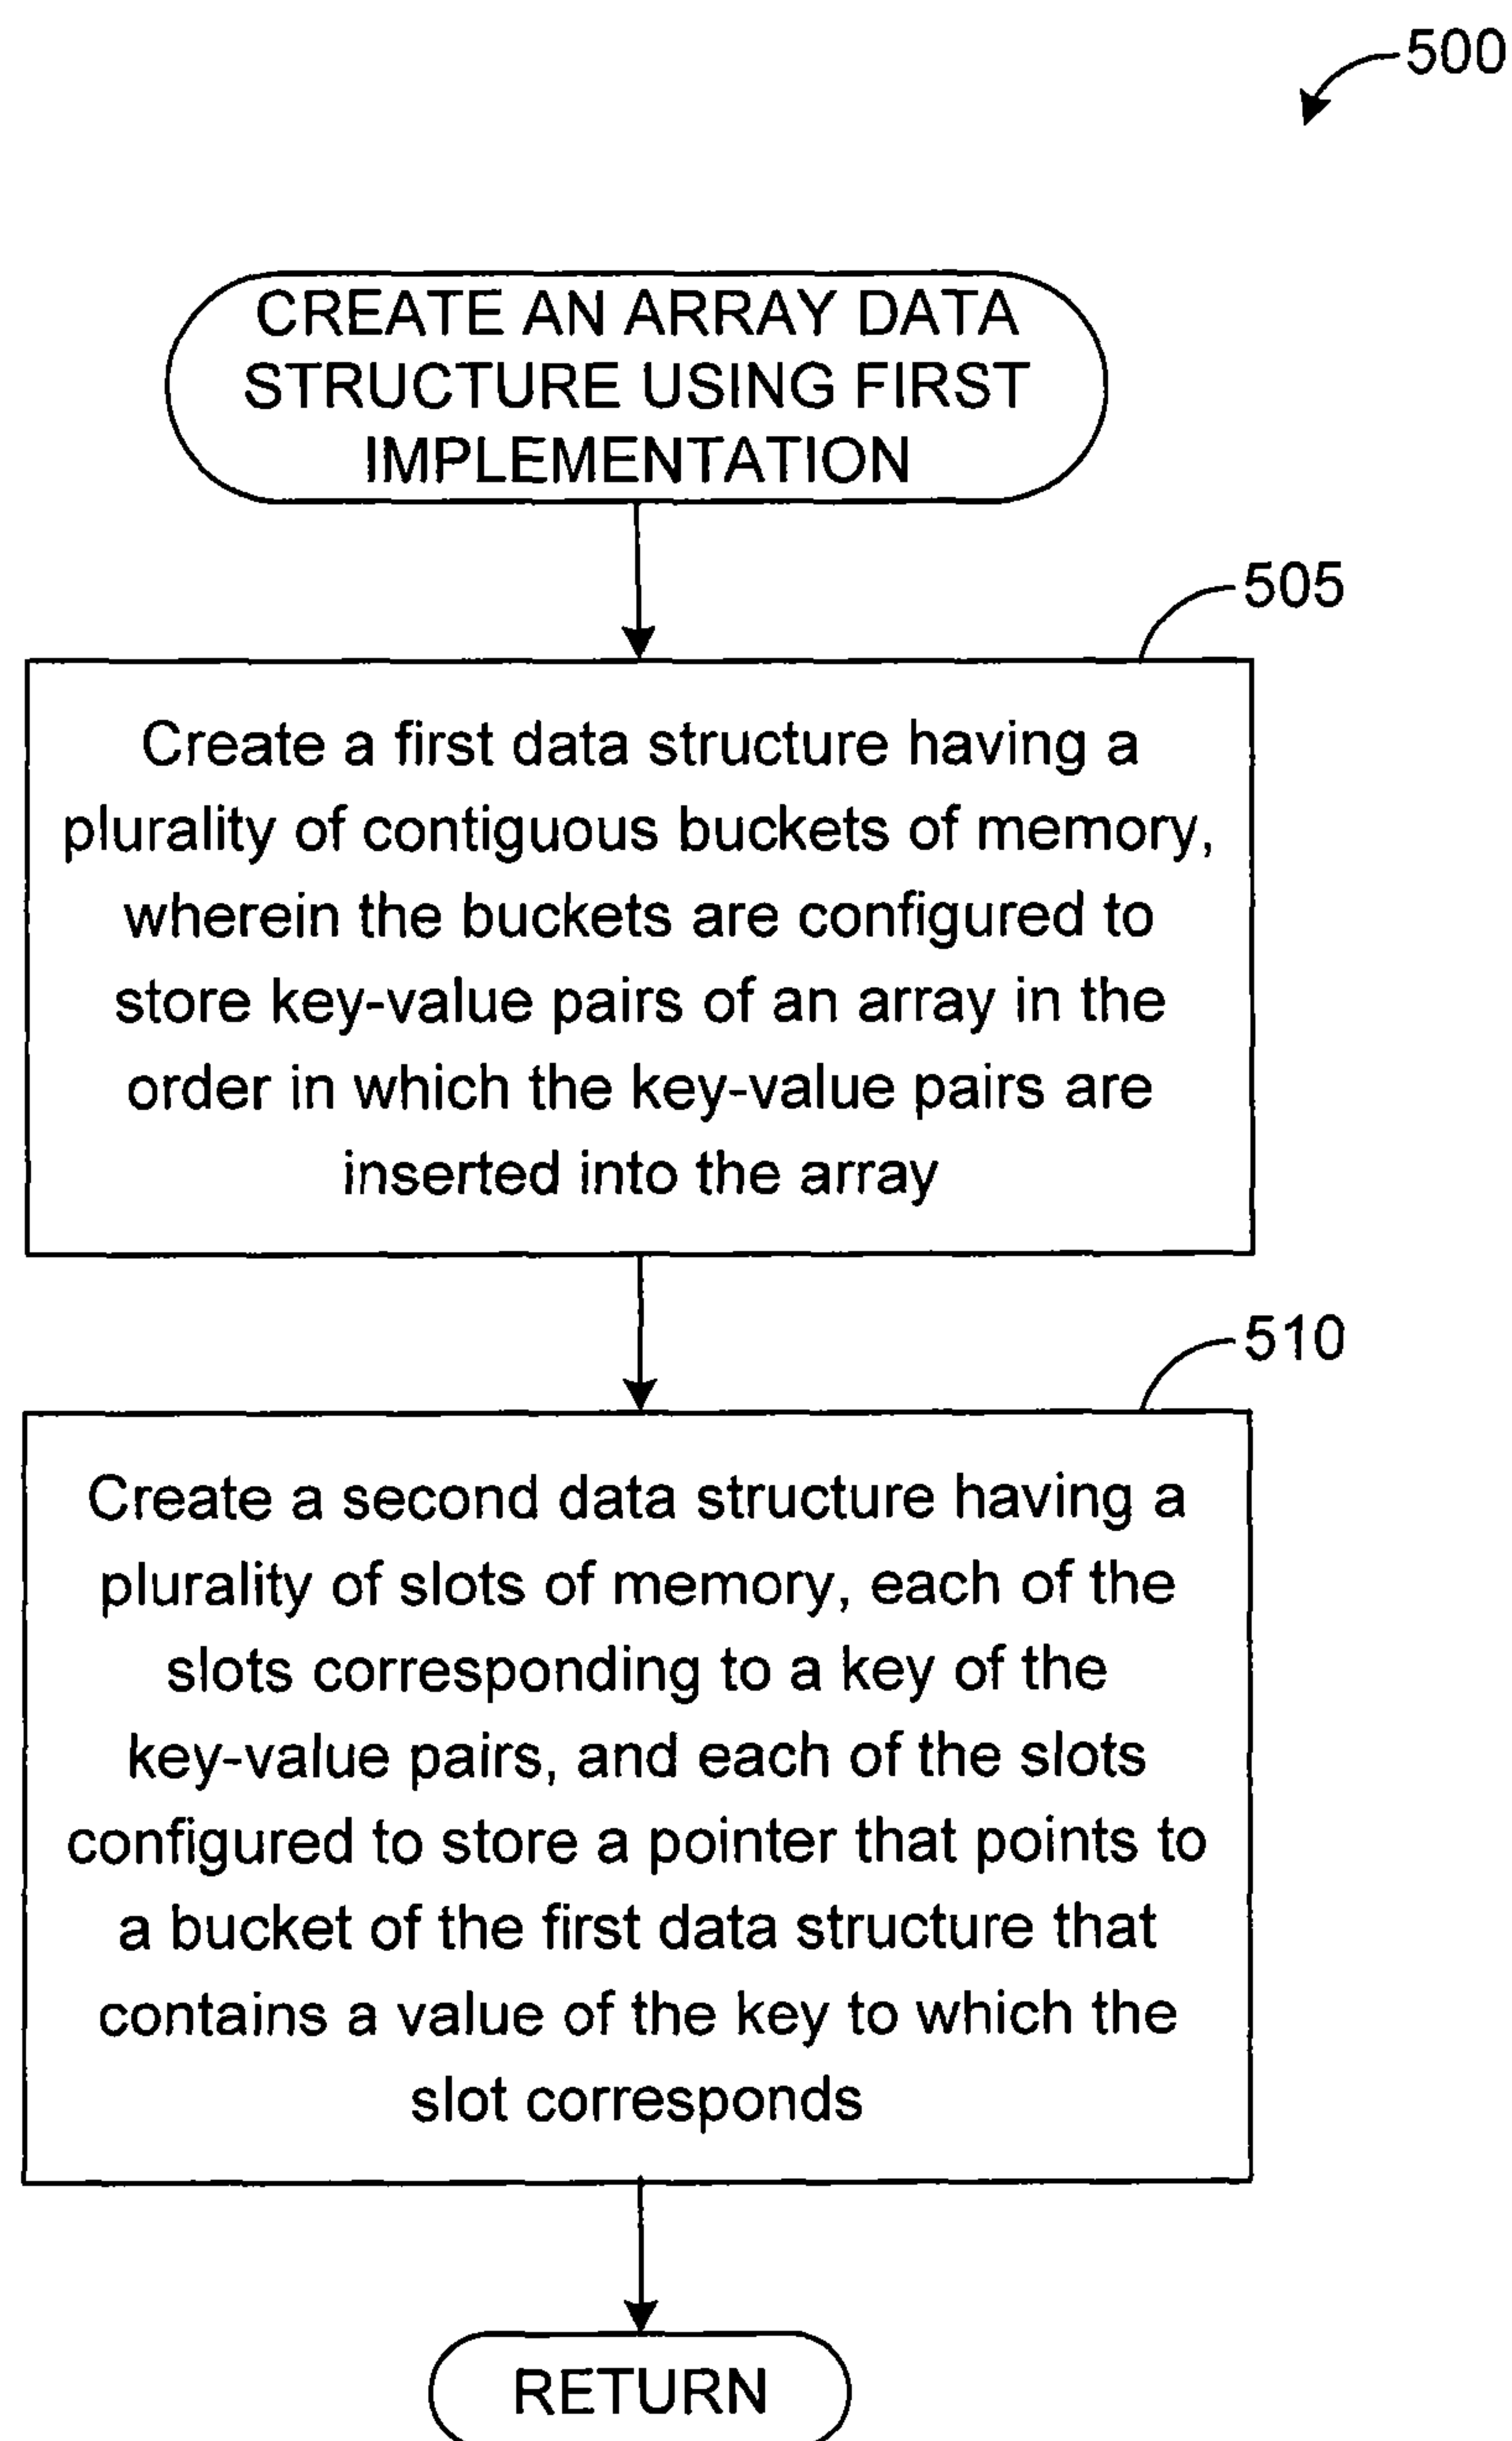 500
CREATE AN ARRAY DATA
STRUCTURE USING FIRST
IMPLEMENTATION
505
Create a first data structure having a
plurality of contiguous buckets of memory,
wherein the buckets are configured to
store key-value pairs of an array in the
order in which the key-value pairs are
inserted into the array
510
Create a second data structure having a
plurality of slots of memory, each of the
slots corresponding to a key of the
key-value pairs, and each of the slots
configured to store a pointer that points to
a bucket of the first data structure that
contains a value of the key to which the
slot corresponds
RETURN